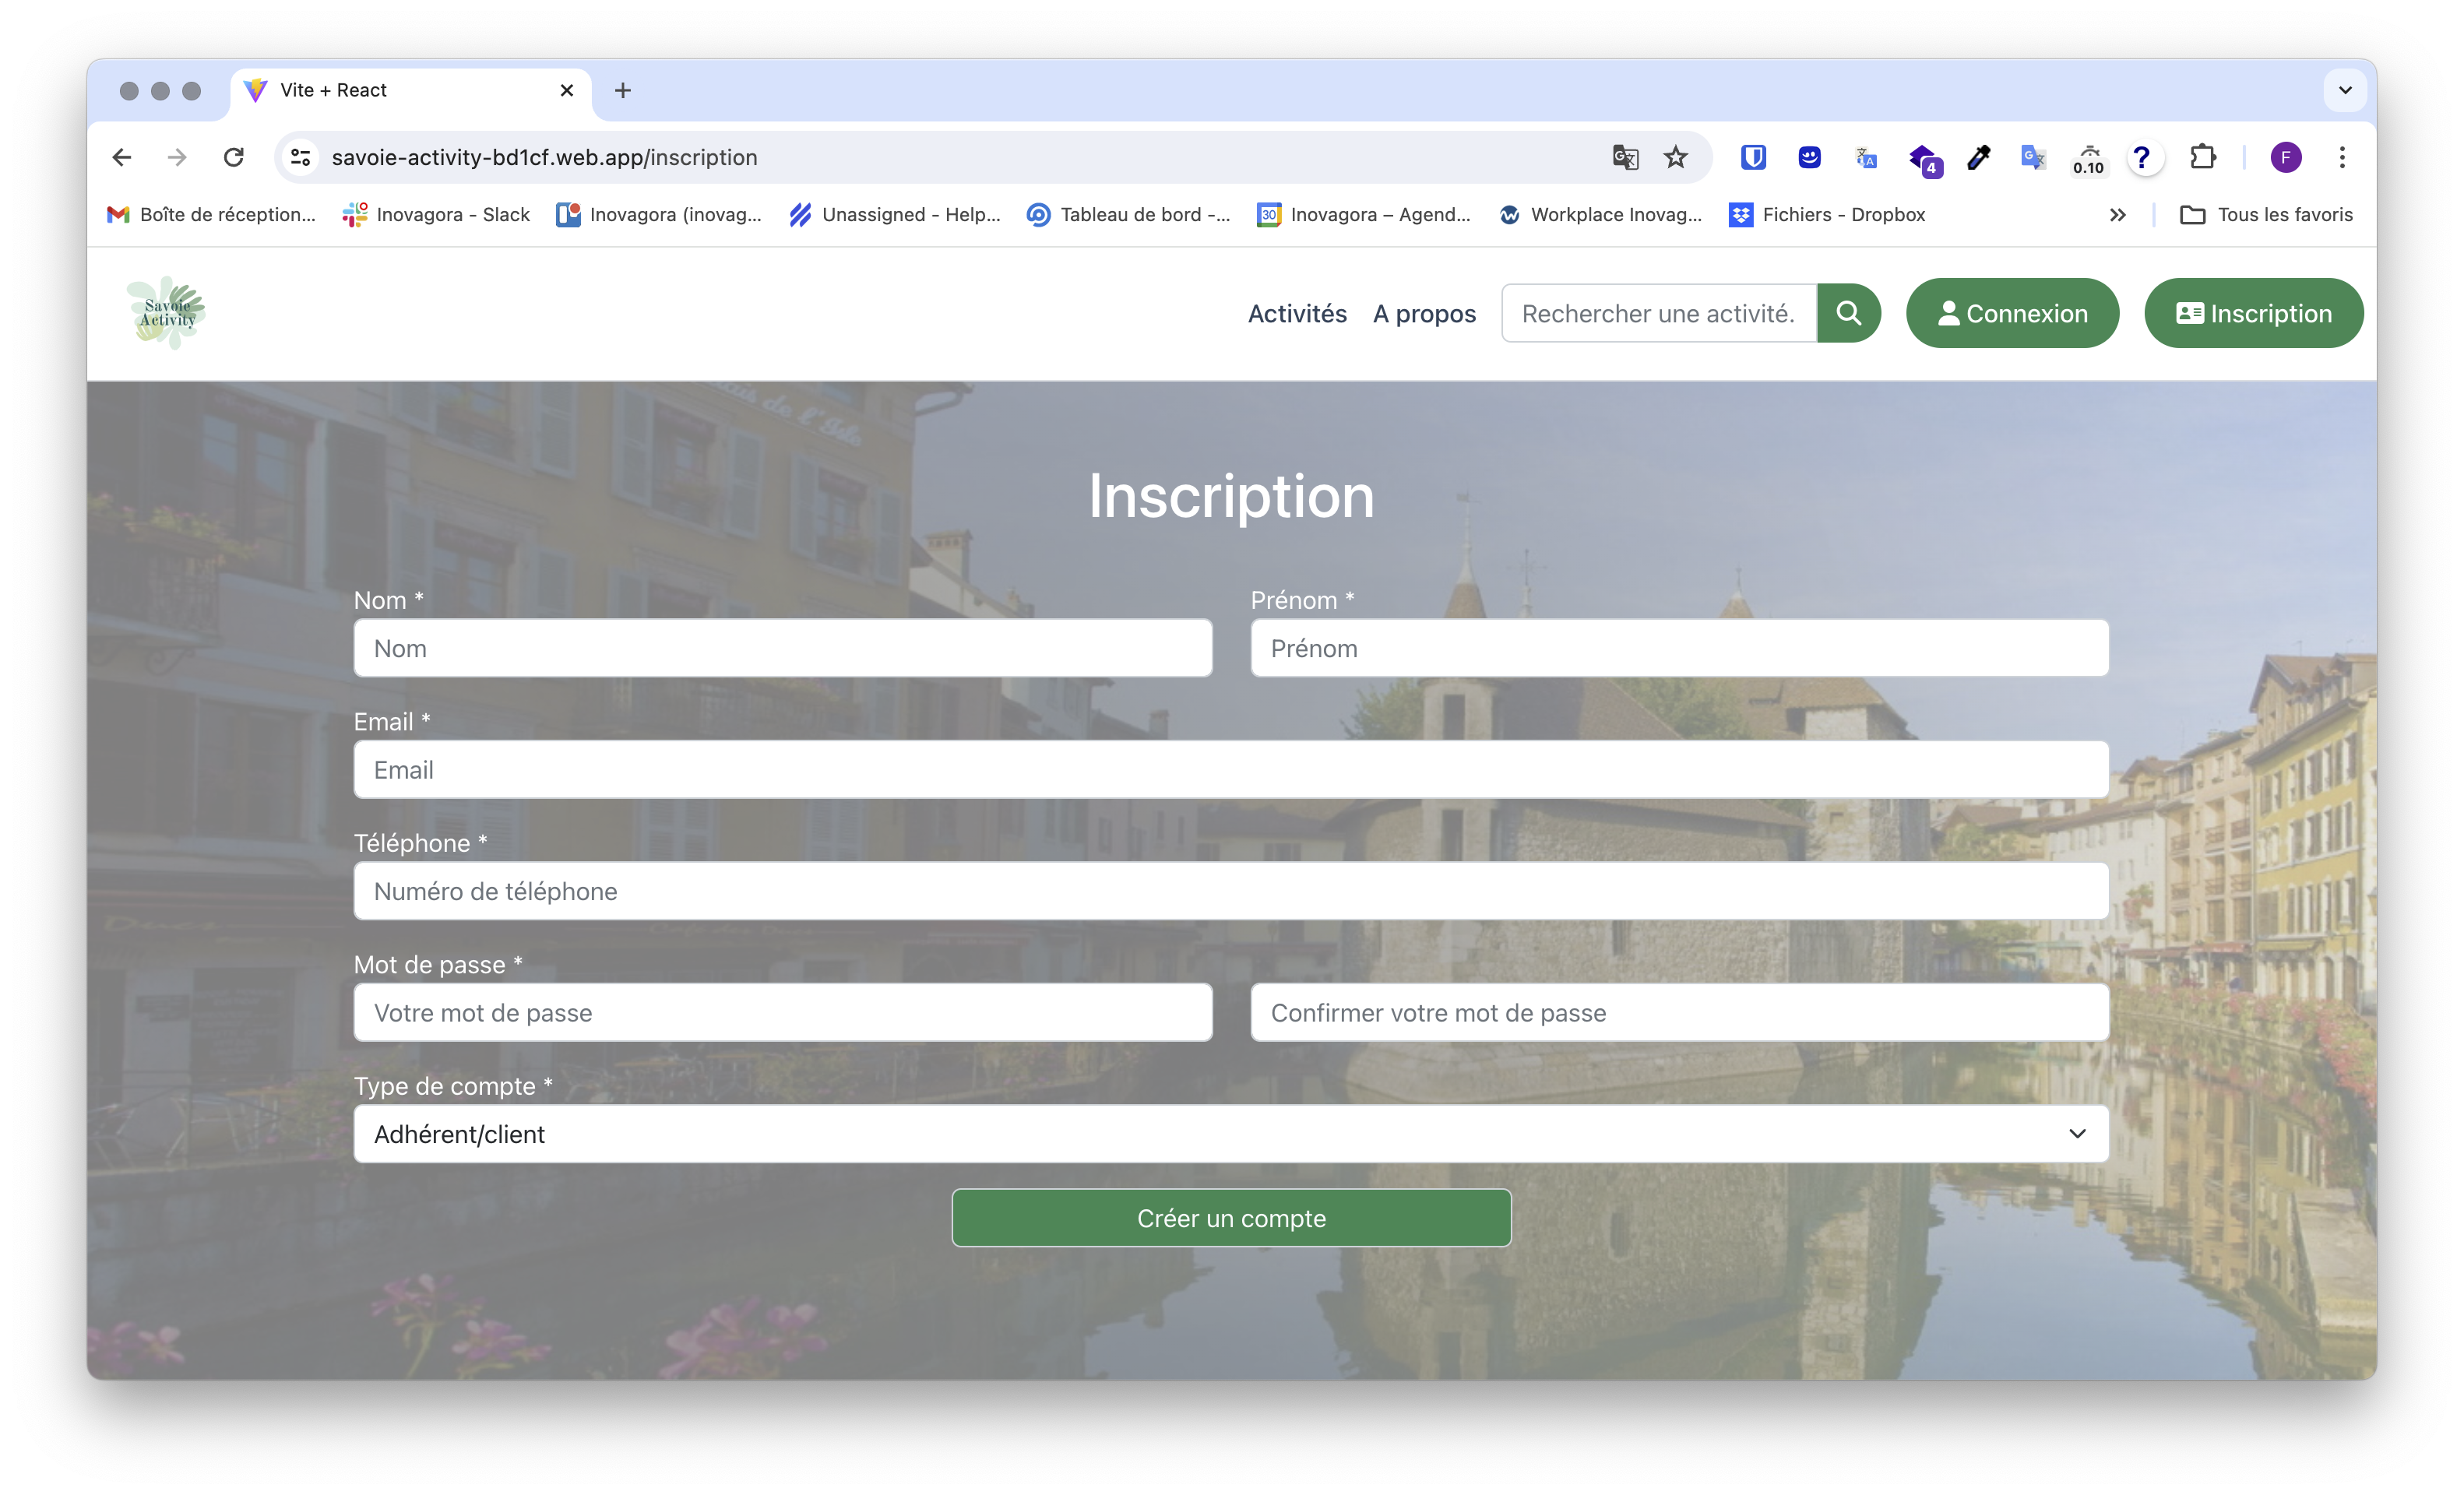 Vite + React
savoie-activity-bd1cf.web.app/inscription
4
0.10
?
F
Boîte de réception...
Inovagora - Slack
Inovagora (inovag...
Unassigned - Help...
Tableau de bord -...
30
Inovagora – Agend...
Workplace Inovag...
Fichiers - Dropbox
Tous les favoris
Savoie
Activity
Activités
A propos
Rechercher une activité.
Connexion
Inscription
de l'Isle
Inscription
Nom *
Prénom *
Nom
Prénom
Email *
Email
Téléphone *
Numéro de téléphone
Mot de passe *
Votre mot de passe
Confirmer votre mot de passe
Type de compte *
Adhérent/client
Créer un compte